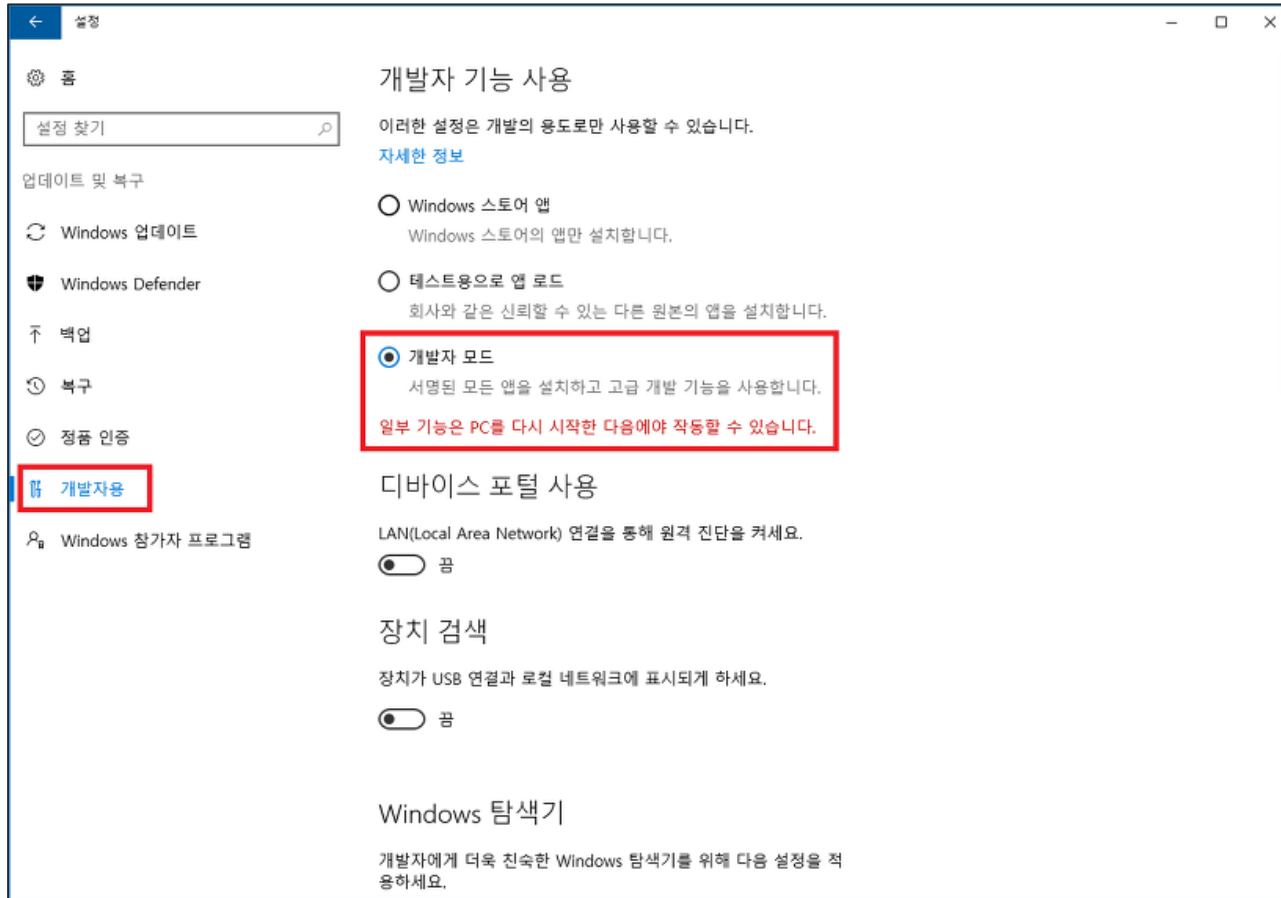 설정
홈
설정 찾기
업데이트 및 복구
Windows 업데이트
Windows Defender
백업
복구
정품 인증
개발자용
Windows 참가자 프로그램
개발자 기능 사용
이러한 설정은 개발의 용도로만 사용할 수 있습니다.
자세한 정보
Windows 스토어 앱
Windows 스토어의 앱만 설치합니다.
테스트용으로 앱 로드
회사와 같은 신뢰할 수 있는 다른 원본의 앱을 설치합니다.
개발자 모드
서명된 모든 앱을 설치하고 고급 개발 기능을 사용합니다.
일부 기능은 PC를 다시 시작한 다음에야 작동할 수 있습니다.
디바이스 포털 사용
LAN(Local Area Network) 연결을 통해 원격 진단을 켜세요.
끔
장치 검색
장치가 USB 연결과 로컬 네트워크에 표시되게 하세요.
끔
Windows 탐색기
개발자에게 더욱 친숙한 Windows 탐색기를 위해 다음 설정을 적
용하세요.